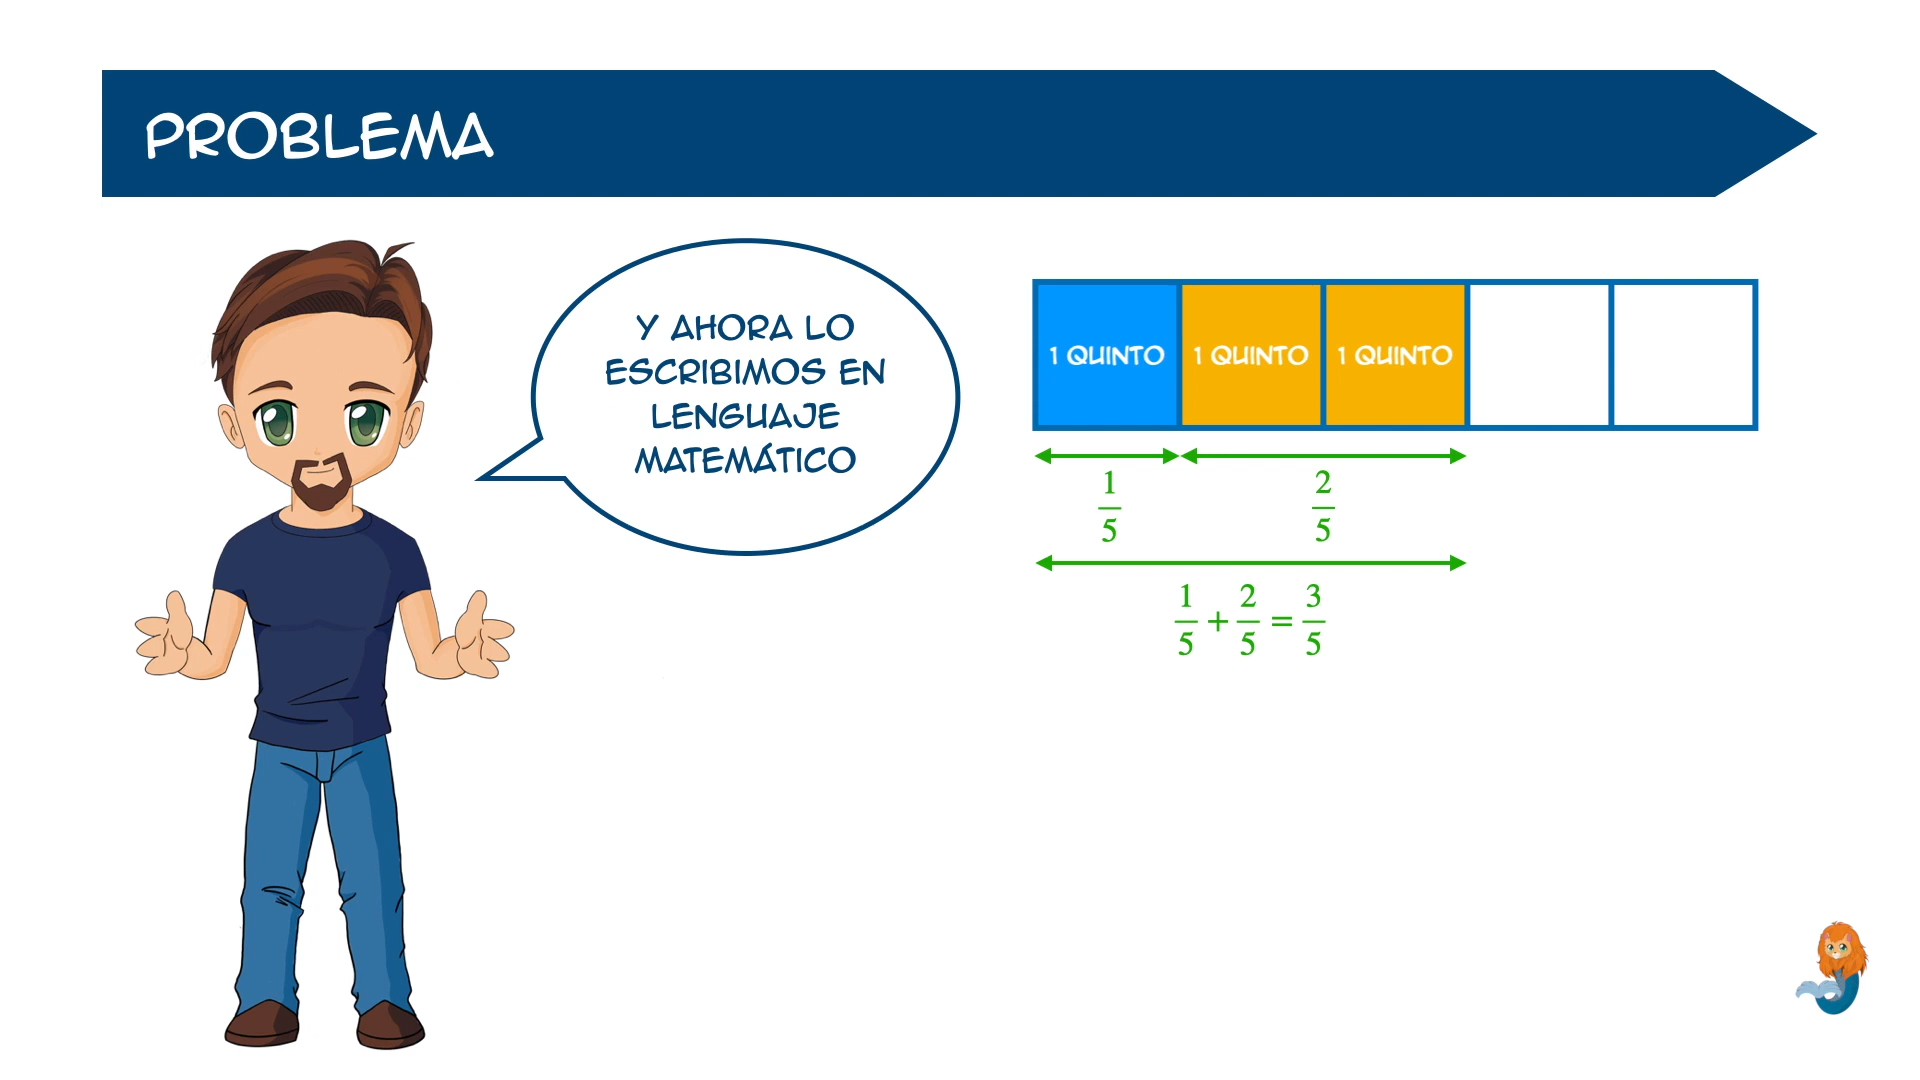 PROBLEMA
Y AHORA LO
ESCRIBIMOS EN
LENGUAJE
MATEMÁTICO
1 QUINTO 1 QUINTO 1 QUINTO
1/5 2/5
1/5 + 2/5 = 3/5